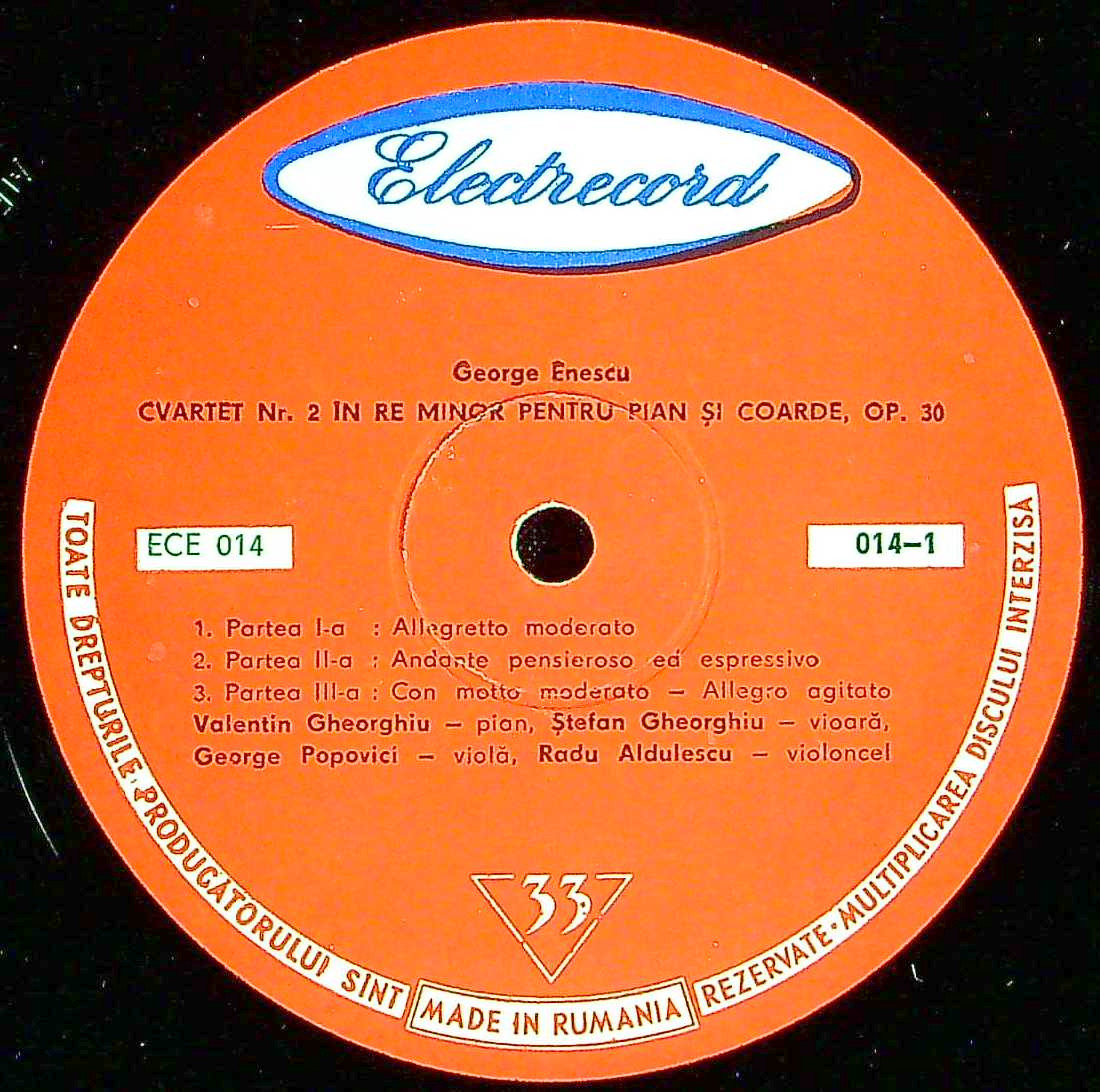 Electrecord
George Enescu
CVARTET Nr. 2 ÎN RE MINOR PENTRU PIAN ȘI COARDE, OP. 30
ECE 014
014–1
1. Partea I-a : Allegretto moderato
2. Partea II-a : Andante pensieroso ed espressivo
3. Partea III-a : Con motto moderato – Allegro agitato
Valentin Gheorghiu – pian, Ștefan Gheorghiu – vioară,
George Popovici – violă, Radu Aldulescu – violoncel
33
TOATE DREPTURILE PRODUCĂTORULUI SÎNT REZERVATE · MULTIPLICAREA DISCULUI INTERZISĂ
MADE IN RUMANIA